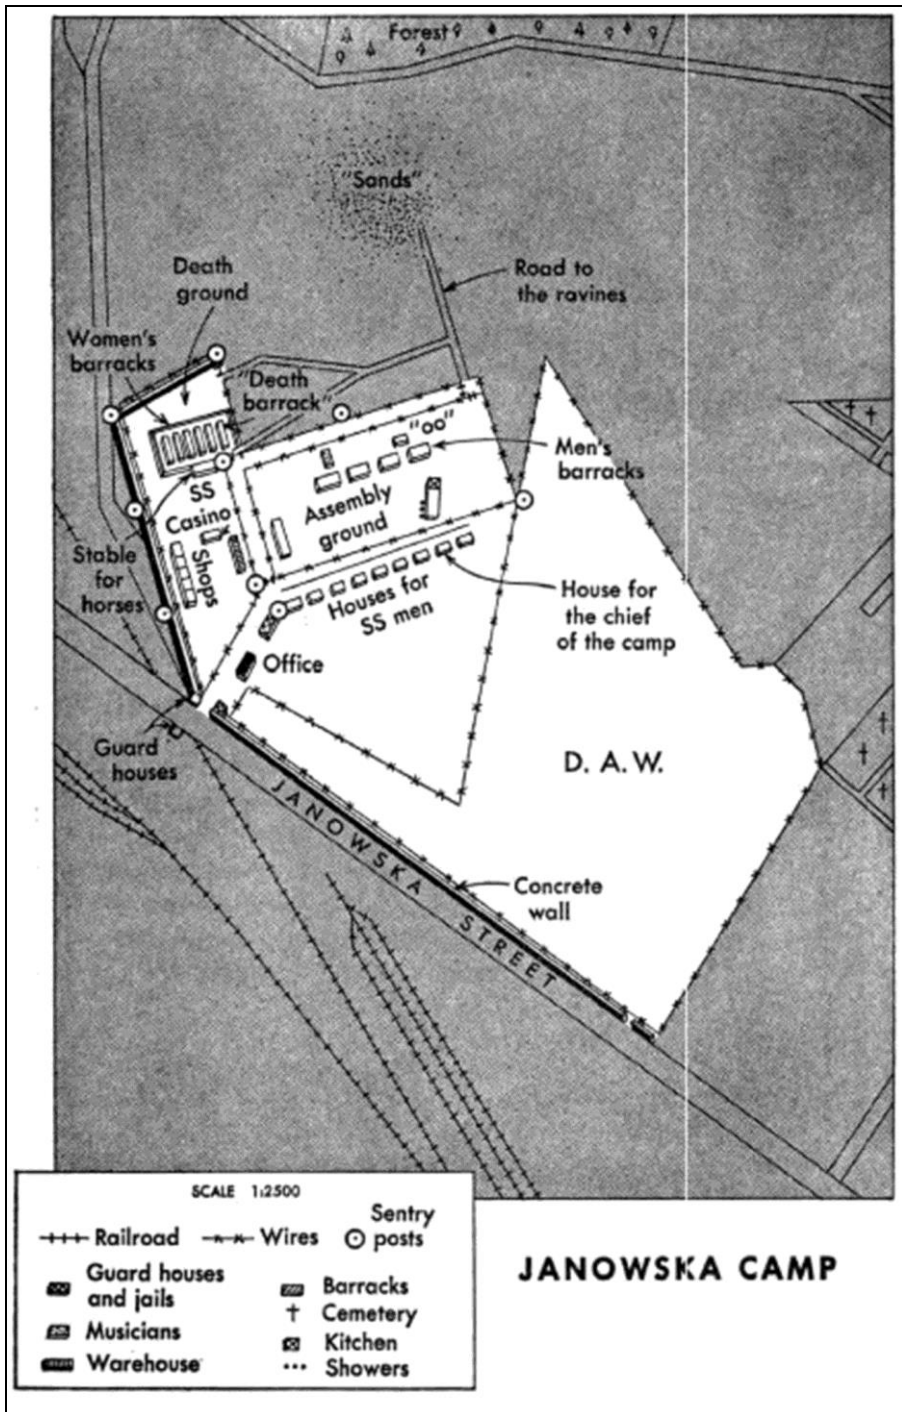 Forest
"Sands"
Road to
the ravines
Death
ground
Women's
barracks
"Death
barrack"
"oo"
Men's
barracks
SS
Casino
Assembly
ground
Shops
Stable
for
horses
Houses for
SS men
House for
the chief
of the camp
Office
Guard
houses
D. A. W.
JANOWSKA STREET
Concrete
wall
SCALE 1:2500
Railroad
Wires
Sentry
posts
Guard houses
and jails
Musicians
Warehouse
Barracks
Cemetery
Kitchen
Showers
JANOWSKA CAMP